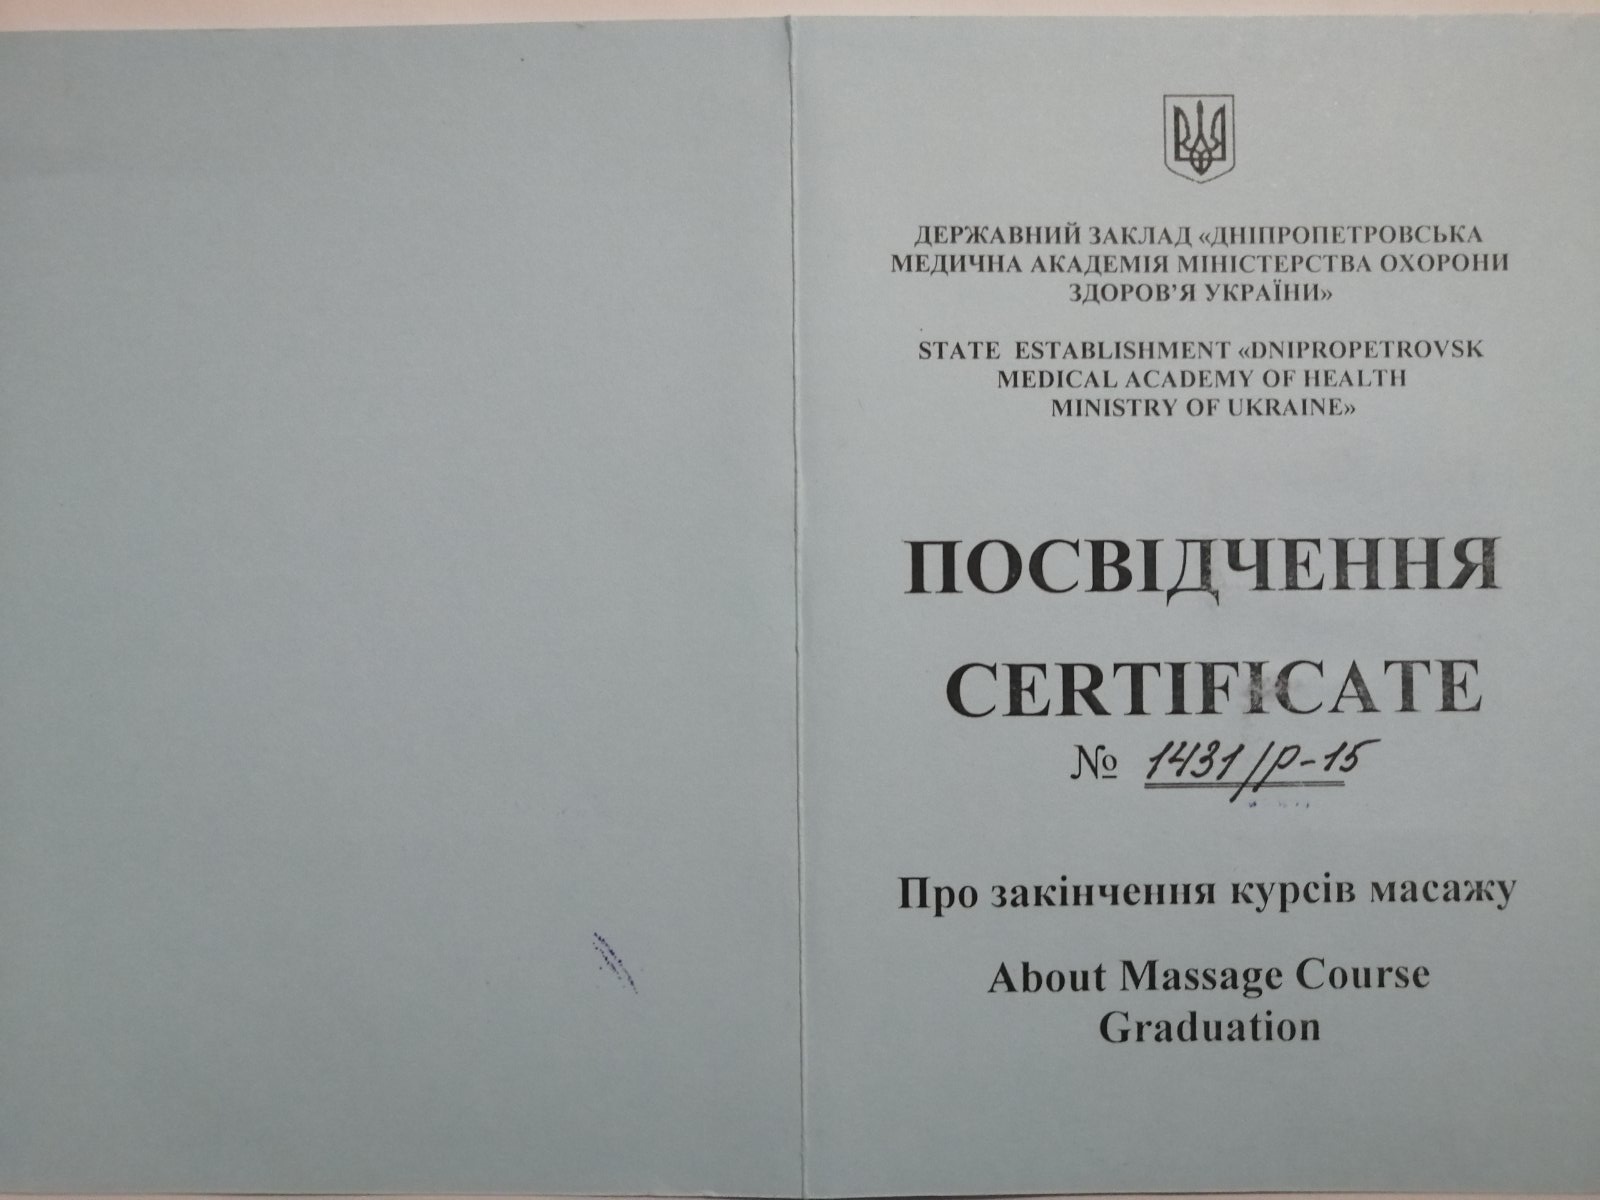 ДЕРЖАВНИЙ ЗАКЛАД «ДНІПРОПЕТРОВСЬКА
МЕДИЧНА АКАДЕМІЯ МІНІСТЕРСТВА ОХОРОНИ
ЗДОРОВ'Я УКРАЇНИ»
STATE ESTABLISHMENT «DNIPROPETROVSK
MEDICAL ACADEMY OF HEALTH
MINISTRY OF UKRAINE»
ПОСВІДЧЕННЯ
CERTIFICATE
№ 1431/р-15
Про закінчення курсів масажу
About Massage Course
Graduation